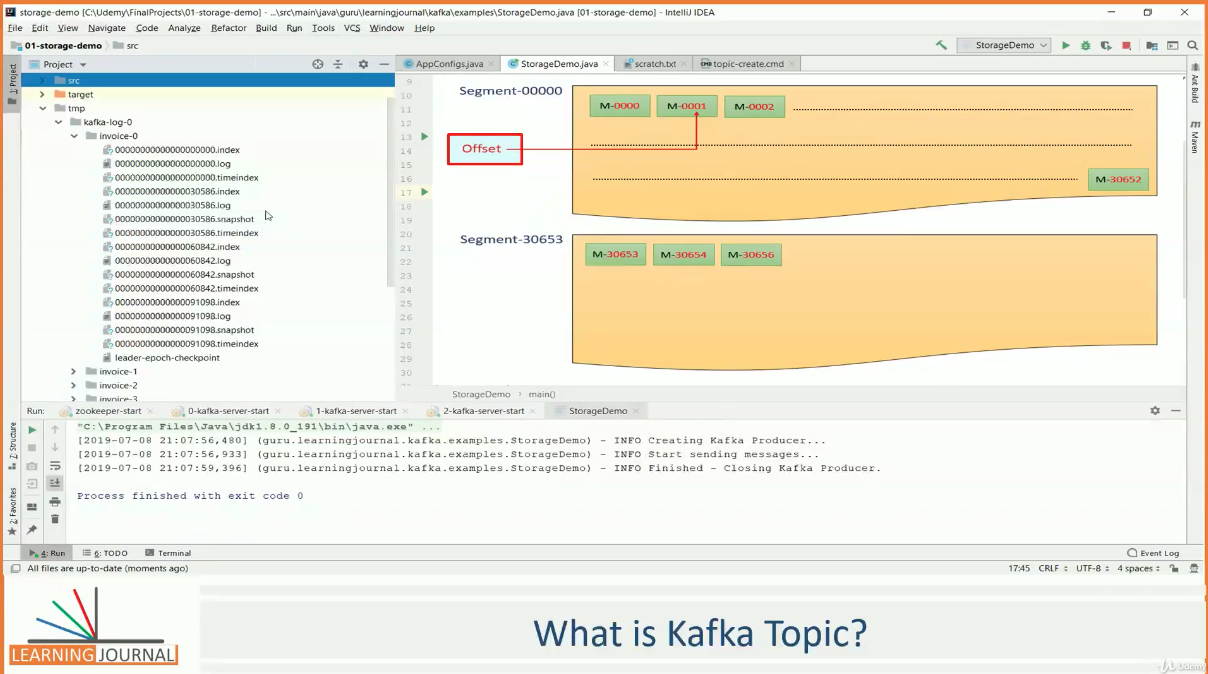 storage-demo [C:\Udemy\FinalProjects\01-storage-demo] - ...\src\main\java\guru\learningjournal\kafka\examples\StorageDemo.java [01-storage-demo] - IntelliJ IDEA
File Edit View Navigate Code Analyze Refactor Build Run Tools VCS Window Help
01-storage-demo src
StorageDemo
Project
AppConfigs.java StorageDemo.java scratch.txt topic-create.cmd
1: Project
Ant Build
Maven
src
target
tmp
kafka-log-0
invoice-0
00000000000000000000.index
00000000000000000000.log
00000000000000000000.timeindex
00000000000000030586.index
00000000000000030586.log
00000000000000030586.snapshot
00000000000000030586.timeindex
00000000000000060842.index
00000000000000060842.log
00000000000000060842.snapshot
00000000000000060842.timeindex
00000000000000091098.index
00000000000000091098.log
00000000000000091098.snapshot
00000000000000091098.timeindex
leader-epoch-checkpoint
invoice-1
invoice-2
invoice-3
9
10
11
12
13
14
15
16
17
18
19
20
21
22
23
24
25
26
27
28
29
30
Segment-00000
M-0000 M-0001 M-0002
Offset
M-30652
Segment-30653
M-30653 M-30654 M-30656
StorageDemo main()
Run: zookeeper-start 0-kafka-server-start 1-kafka-server-start 2-kafka-server-start StorageDemo
"C:\Program Files\Java\jdk1.8.0_191\bin\java.exe" ...
[2019-07-08 21:07:56,480] (guru.learningjournal.kafka.examples.StorageDemo) - INFO Creating Kafka Producer...
[2019-07-08 21:07:56,933] (guru.learningjournal.kafka.examples.StorageDemo) - INFO Start sending messages...
[2019-07-08 21:07:59,396] (guru.learningjournal.kafka.examples.StorageDemo) - INFO Finished - Closing Kafka Producer.
Process finished with exit code 0
Z: Structure
2: Favorites
4: Run 6: TODO Terminal Event Log
All files are up-to-date (moments ago) 17:45 CRLF UTF-8 4 spaces
LEARNING JOURNAL
What is Kafka Topic?
Udemy